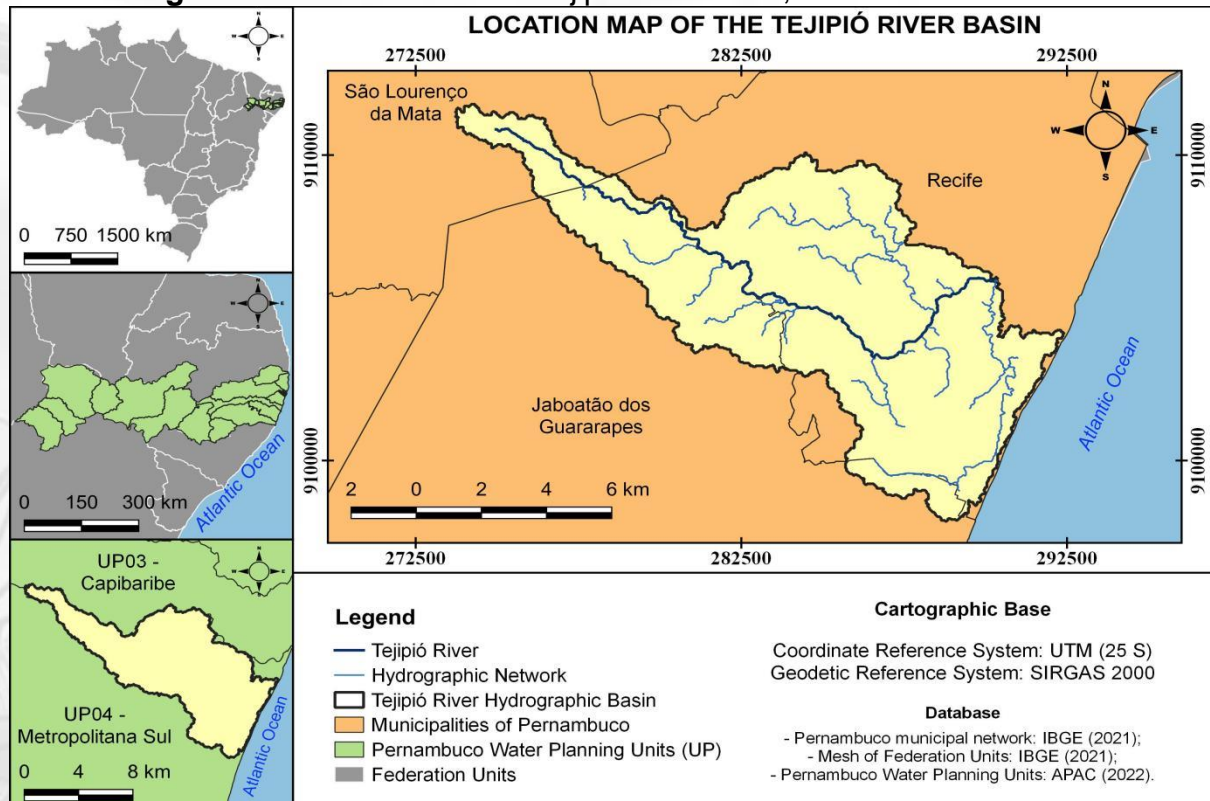 LOCATION MAP OF THE TEJIPIÓ RIVER BASIN
N
W E
S
0 750 1500 km
N
W E
S
0 150 300 km
Atlantic Ocean
N
W E
S
UP03 -
Capibaribe
UP04 -
Metropolitana Sul
0 4 8 km
Atlantic Ocean
272500 282500 292500
9110000 9110000
9100000 9100000
São Lourenço
da Mata
Recife
N
W E
S
Jaboatão dos
Guararapes
Atlantic Ocean
2 0 2 4 6 km
272500 282500 292500
Legend
Tejipió River
Hydrographic Network
Tejipió River Hydrographic Basin
Municipalities of Pernambuco
Pernambuco Water Planning Units (UP)
Federation Units
Cartographic Base
Coordinate Reference System: UTM (25 S)
Geodetic Reference System: SIRGAS 2000
Database
- Pernambuco municipal network: IBGE (2021);
- Mesh of Federation Units: IBGE (2021);
- Pernambuco Water Planning Units: APAC (2022).